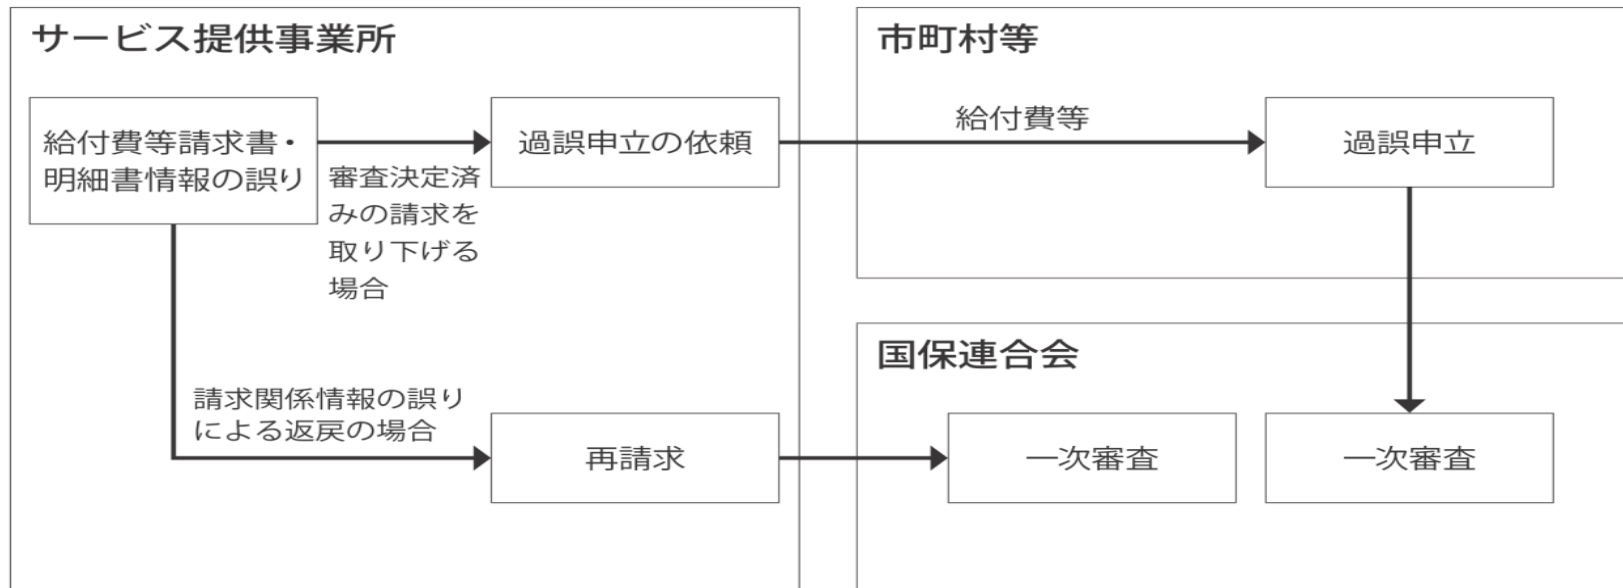 サービス提供事業所
給付費等請求書・
明細書情報の誤り
審査決定済
みの請求を
取り下げる
場合
過誤申立の依頼
請求関係情報の誤り
による返戻の場合
再請求
市町村等
給付費等
過誤申立
国保連合会
一次審査
一次審査